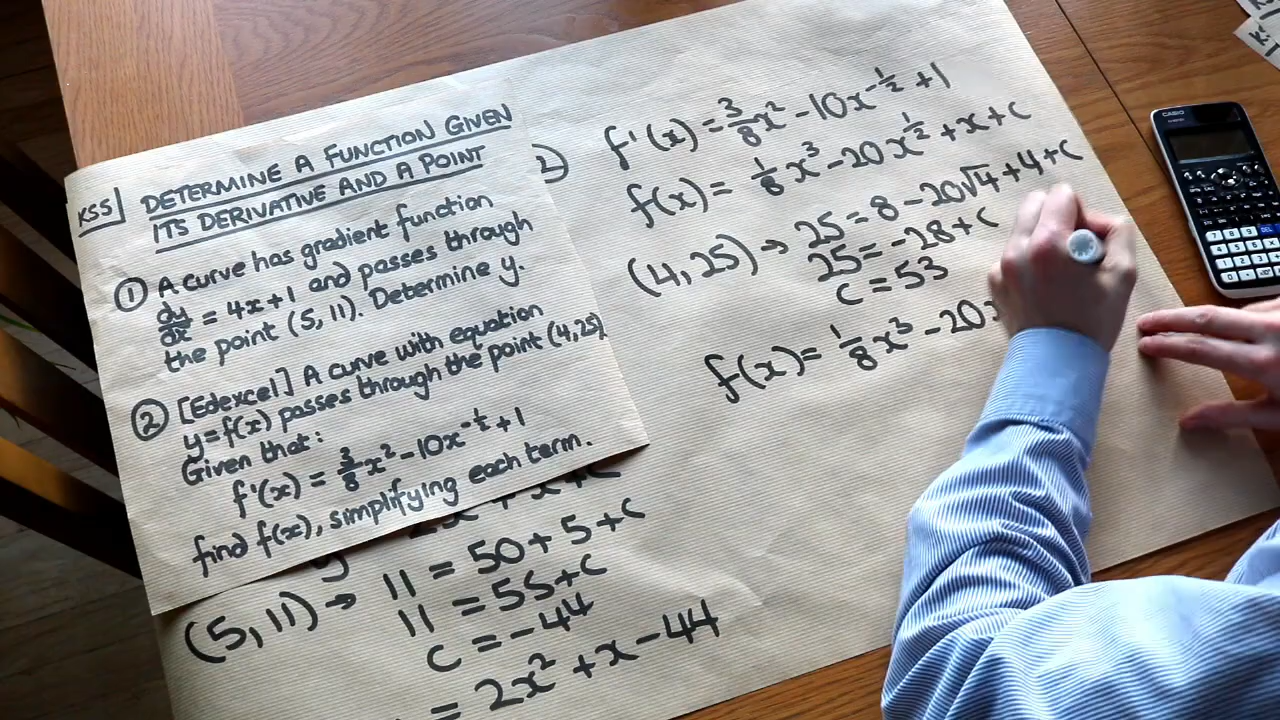 KSS DETERMINE A FUNCTION GIVEN
ITS DERIVATIVE AND A POINT
① A curve has gradient function
dy/dx = 4x+1 and passes through
the point (5, 11). Determine y.
② [Edexcel] A curve with equation
y=f(x) passes through the point (4,25).
Given that:
f'(x) = 3/8x² - 10x^-½ + 1
find f(x), simplifying each term.
(5,11) → 11 = 50+5+c
11 = 55+c
c = -44
= 2x² + x - 44
2) f'(x) = 3/8x² - 10x^-½ + 1
f(x) = 1/8x³ - 20x^½ + x + c
(4,25) → 25 = 8 - 20√4 + 4 + c
25 = -28 + c
c = 53
f(x) = 1/8x³ - 20x
CASIO